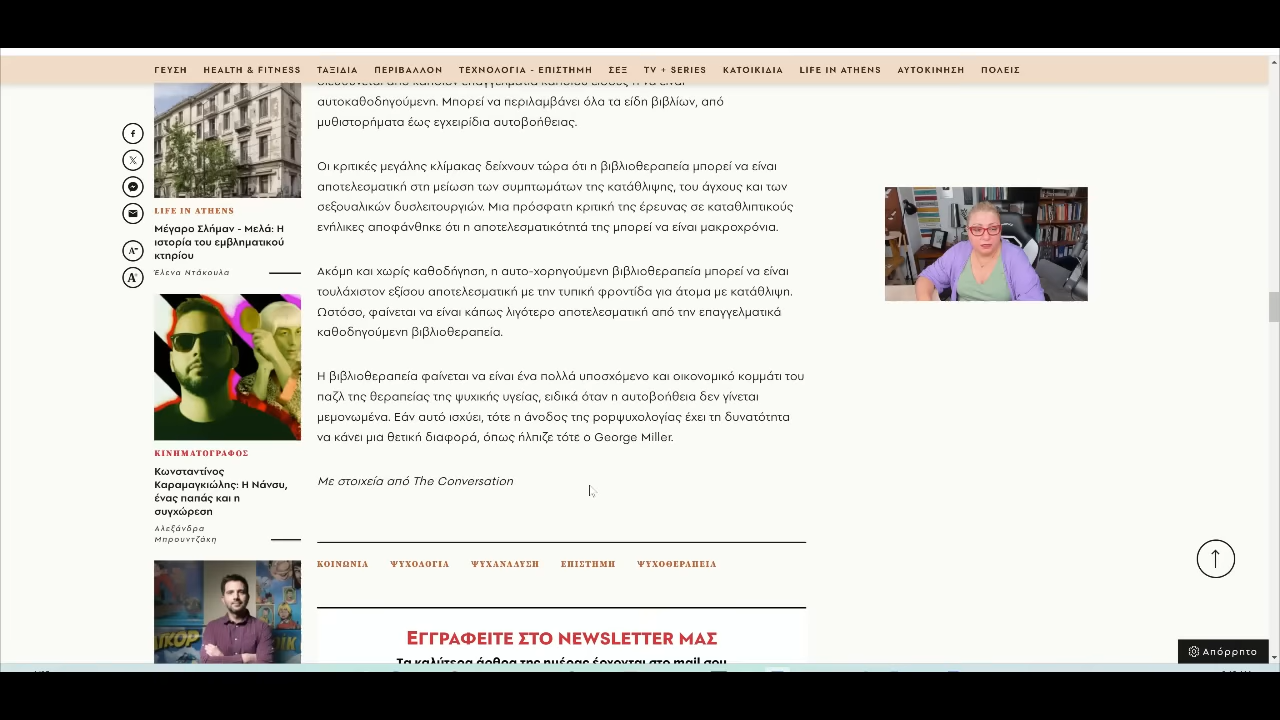 ΓΕΥΣΗ HEALTH & FITNESS ΤΑΞΙΔΙΑ ΠΕΡΙΒΑΛΛΟΝ ΤΕΧΝΟΛΟΓΙΑ - ΕΠΙΣΤΗΜΗ ΣΕΞ TV + SERIES ΚΑΤΟΙΚΙΔΙΑ LIFE IN ATHENS ΑΥΤΟΚΙΝΗΣΗ ΠΟΛΕΙΣ
αυτοκαθοδηγούμενη. Μπορεί να περιλαμβάνει όλα τα είδη βιβλίων, από
μυθιστορήματα έως εγχειρίδια αυτοβοήθειας.
Οι κριτικές μεγάλης κλίμακας δείχνουν τώρα ότι η βιβλιοθεραπεία μπορεί να είναι
αποτελεσματική στη μείωση των συμπτωμάτων της κατάθλιψης, του άγχους και των
σεξουαλικών δυσλειτουργιών. Μια πρόσφατη κριτική της έρευνας σε καταθλιπτικούς
ενήλικες αποφάνθηκε ότι η αποτελεσματικότητά της μπορεί να είναι μακροχρόνια.
Ακόμη και χωρίς καθοδήγηση, η αυτο-χορηγούμενη βιβλιοθεραπεία μπορεί να είναι
τουλάχιστον εξίσου αποτελεσματική με την τυπική φροντίδα για άτομα με κατάθλιψη.
Ωστόσο, φαίνεται να είναι κάπως λιγότερο αποτελεσματική από την επαγγελματικά
καθοδηγούμενη βιβλιοθεραπεία.
Η βιβλιοθεραπεία φαίνεται να είναι ένα πολλά υποσχόμενο και οικονομικό κομμάτι του
παζλ της θεραπείας της ψυχικής υγείας, ειδικά όταν η αυτοβοήθεια δεν γίνεται
μεμονωμένα. Εάν αυτό ισχύει, τότε η άνοδος της popψυχολογίας έχει τη δυνατότητα
να κάνει μια θετική διαφορά, όπως ήλπιζε τότε ο George Miller.
Με στοιχεία από The Conversation
ΚΟΙΝΩΝΙΑ ΨΥΧΟΛΟΓΙΑ ΨΥΧΑΝΑΛΥΣΗ ΕΠΙΣΤΗΜΗ ΨΥΧΟΘΕΡΑΠΕΙΑ
ΕΓΓΡΑΦΕΙΤΕ ΣΤΟ NEWSLETTER ΜΑΣ
Τα καλύτερα άρθρα της ημέρας έρχονται στο mail σου
LIFE IN ATHENS
Μέγαρο Σλήμαν - Μελά: Η
ιστορία του εμβληματικού
κτηρίου
Έλενα Ντάκουλα
ΚΙΝΗΜΑΤΟΓΡΑΦΟΣ
Κωνσταντίνος
Καραμαγκιώλης: Η Νάνσυ,
ένας παπάς και η
συγχώρεση
Αλεξάνδρα
Μπρουντζάκη
Απόρρητο